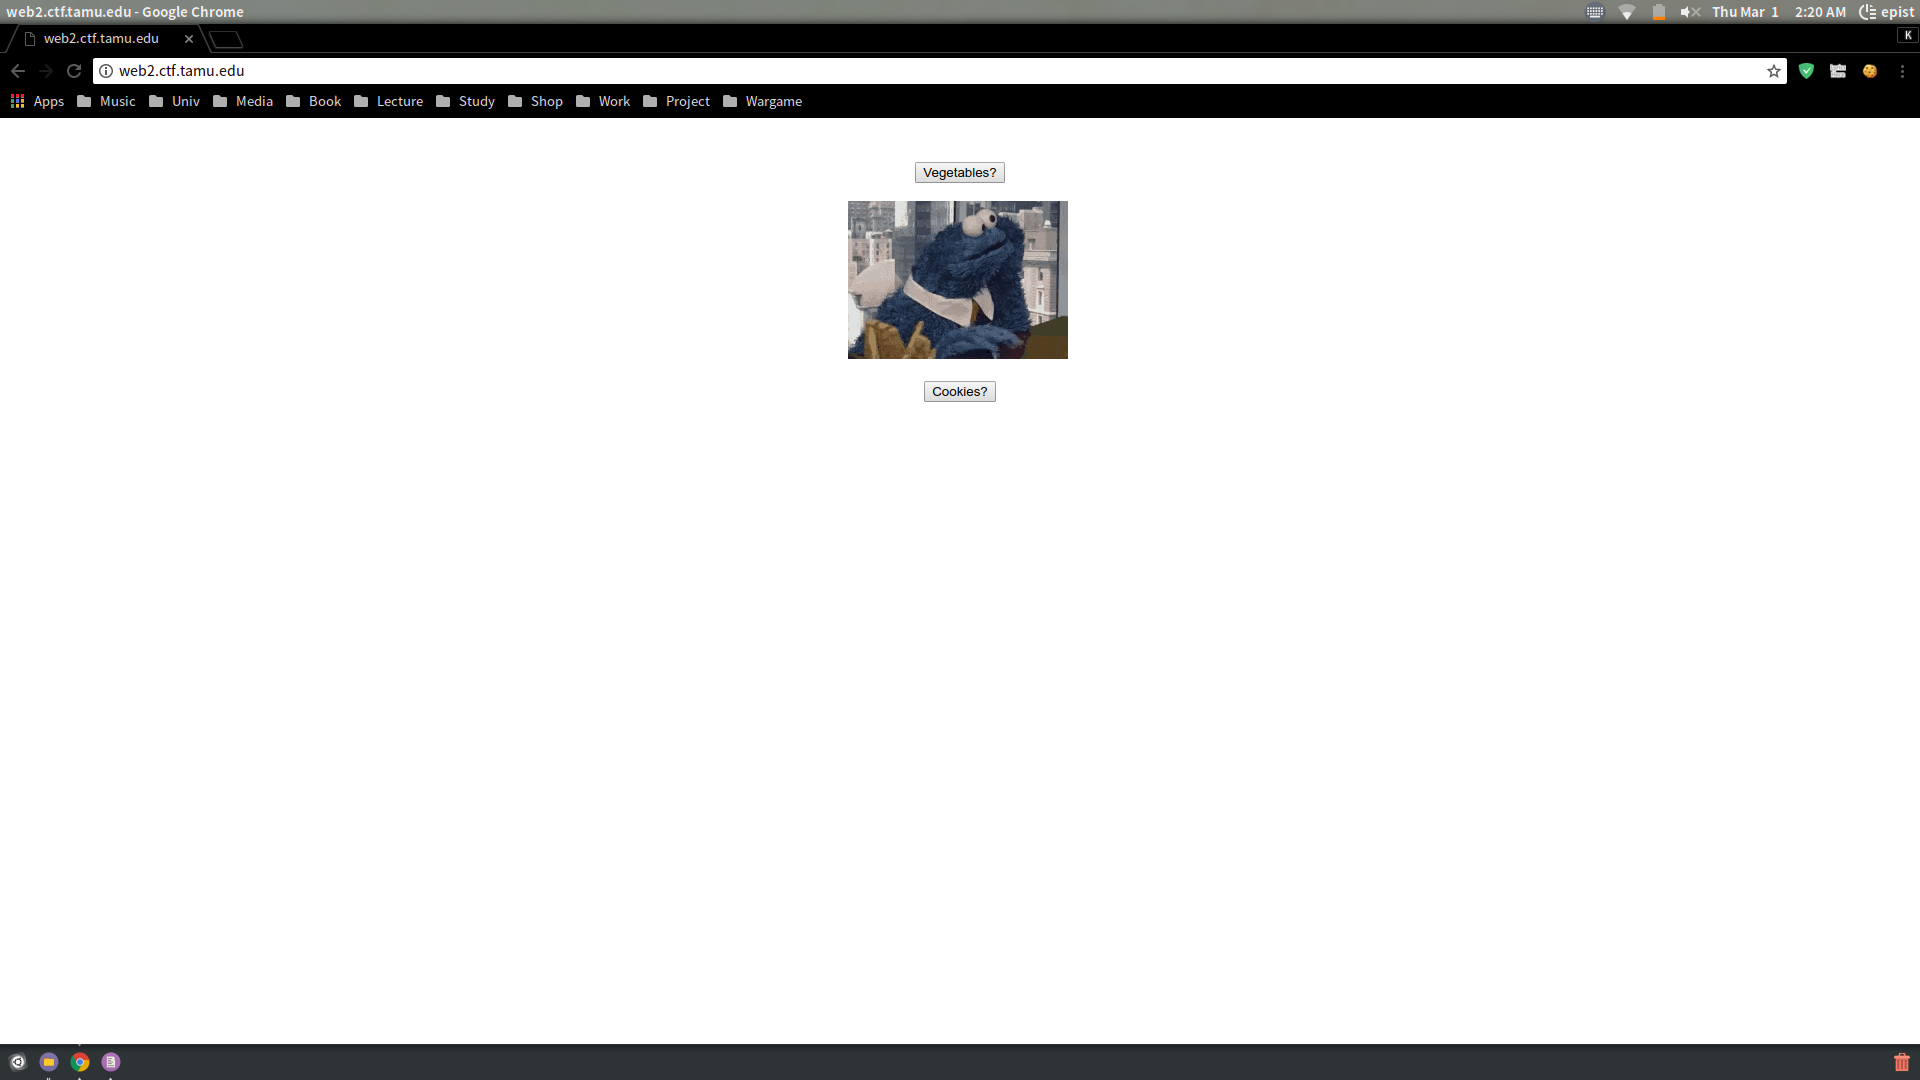 web2.ctf.tamu.edu - Google Chrome
Thu Mar 1 2:20 AM epist
web2.ctf.tamu.edu
K
web2.ctf.tamu.edu
Apps Music Univ Media Book Lecture Study Shop Work Project Wargame
Vegetables?
Cookies?